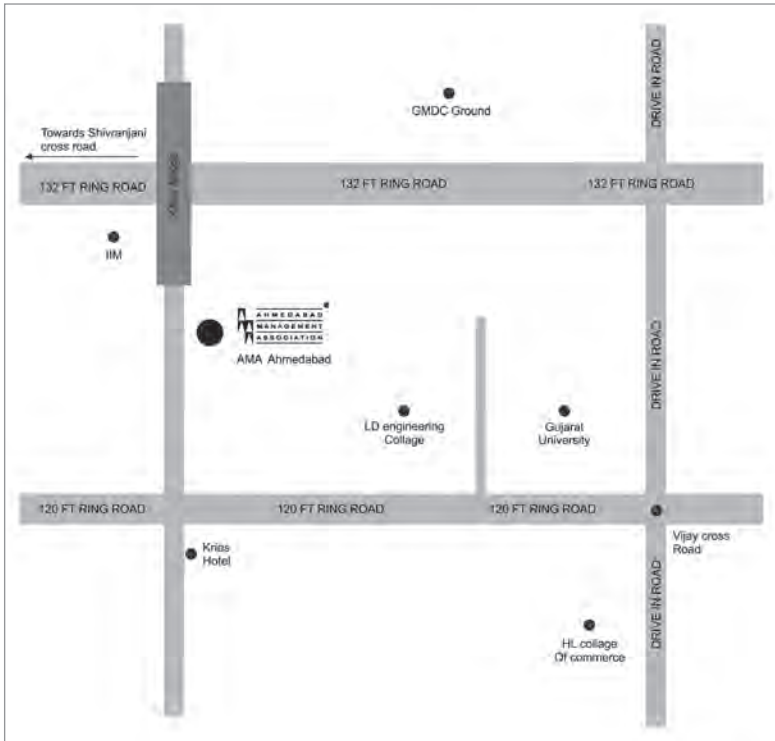 DRIVE IN ROAD
GMDC Ground
Towards Shivranjani
cross road
132 FT RING ROAD
132 FT RING ROAD
132 FT RING ROAD
IIM
AHMEDABAD
MANAGEMENT
ASSOCIATION
AMA Ahmedabad
DRIVE IN ROAD
LD engineering
Collage
Gujarat
University
120 FT RING ROAD
120 FT RING ROAD
120 FT RING ROAD
Vijay cross
Road
Hotel
DRIVE IN ROAD
HL collage
Of commerce